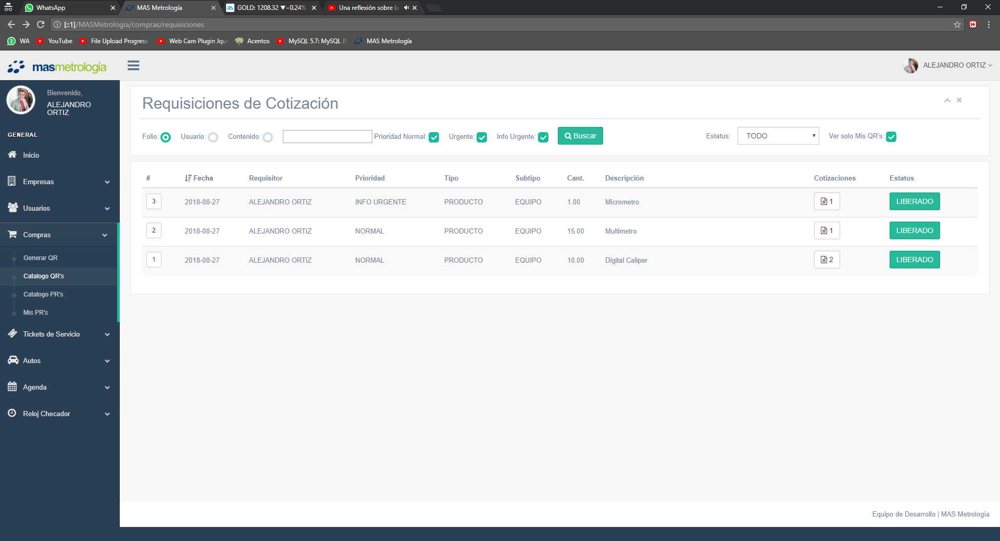 WhatsApp
MAS Metrología
GOLD: 1208.32 ▼−0.24%
Una reflexión sobre la
[::1]/MASMetrologia/compras/requisiciones
2 WA
YouTube
File Upload Progress
Web Cam Plugin Jqu
Acentos
MySQL 5.7: MySQL JS
MAS Metrología
masmetrología
ALEJANDRO ORTIZ
Bienvenido,
ALEJANDRO
ORTIZ
GENERAL
Inicio
Empresas
Usuarios
Compras
Generar QR
Catalogo QR's
Catalogo PR's
Mis PR's
Tickets de Servicio
Autos
Agenda
Reloj Checador
Requisiciones de Cotización
Folio: Usuario: Contenido: Prioridad Normal: Urgente: Info Urgente: Buscar Estatus: TODO Ver solo Mis QR's:
# Fecha Requisitor Prioridad Tipo Subtipo Cant. Descripción Cotizaciones Estatus
3 2018-08-27 ALEJANDRO ORTIZ INFO URGENTE PRODUCTO EQUIPO 1.00 Micrometro 1 LIBERADO
2 2018-08-27 ALEJANDRO ORTIZ NORMAL PRODUCTO EQUIPO 15.00 Multimetro 1 LIBERADO
1 2018-08-27 ALEJANDRO ORTIZ NORMAL PRODUCTO EQUIPO 10.00 Digital Caliper 2 LIBERADO
Equipo de Desarrollo | MAS Metrología